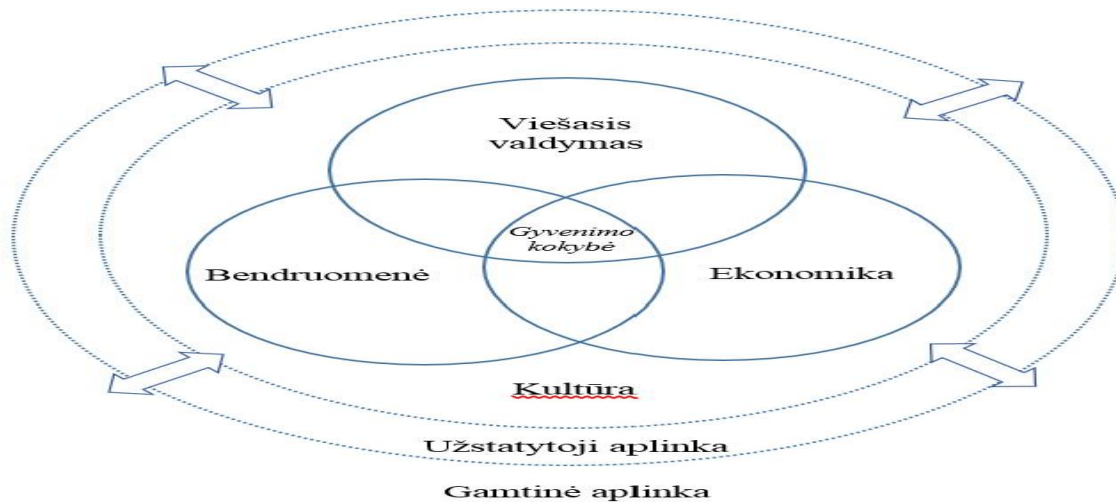 Viešasis
valdymas
Gyvenimo
kokybė
Bendruomenė
Ekonomika
Kultūra
Užstatytoji aplinka
Gamtinė aplinka